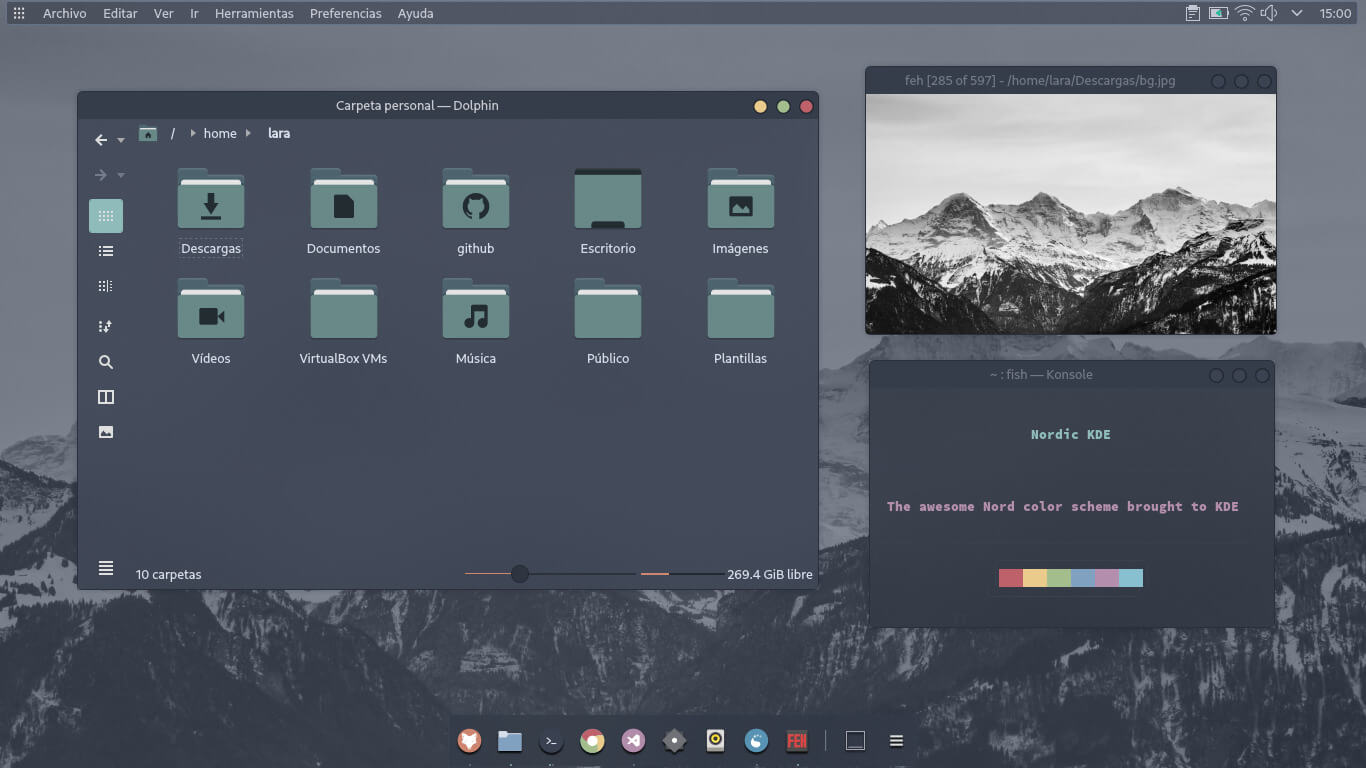 Archivo Editar Ver Ir Herramientas Preferencias Ayuda 15:00
Carpeta personal — Dolphin
/ home lara
Descargas Documentos github Escritorio Imágenes
Vídeos VirtualBox VMs Música Público Plantillas
10 carpetas 269.4 GiB libre
feh [285 of 597] - /home/lara/Descargas/bg.jpg
~ : fish — Konsole
Nordic KDE
The awesome Nord color scheme brought to KDE
FEH